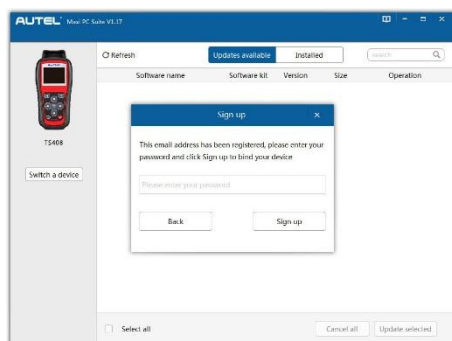 AUTEL Maxi PC Suite V1.17
Refresh
Updates available
Installed
search
Software name
Software kit
Version
Size
Operation
TS408
Switch a device
Sign up
This email address has been registered, please enter your
password and click Sign up to bind your device
Please enter your password
Back
Sign up
Select all
Cancel all
Update selected